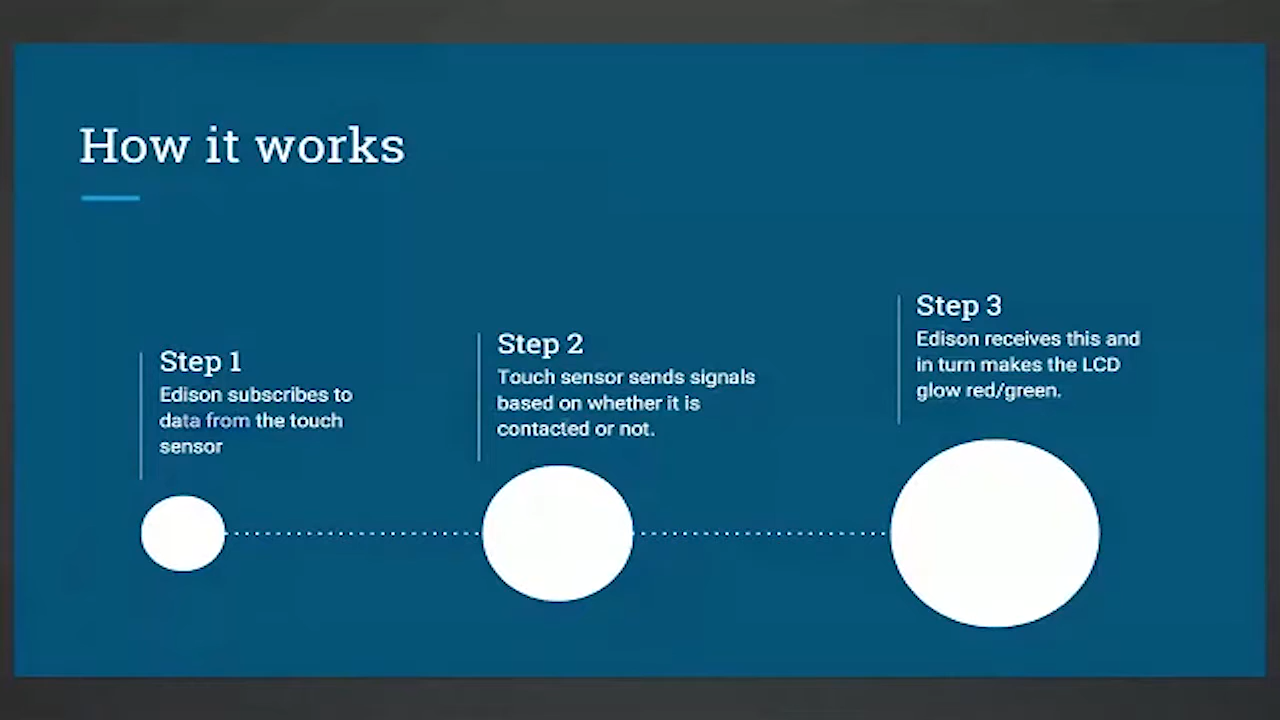 How it works
Step 1
Edison subscribes to
data from the touch
sensor
Step 2
Touch sensor sends signals
based on whether it is
contacted or not.
Step 3
Edison receives this and
in turn makes the LCD
glow red/green.